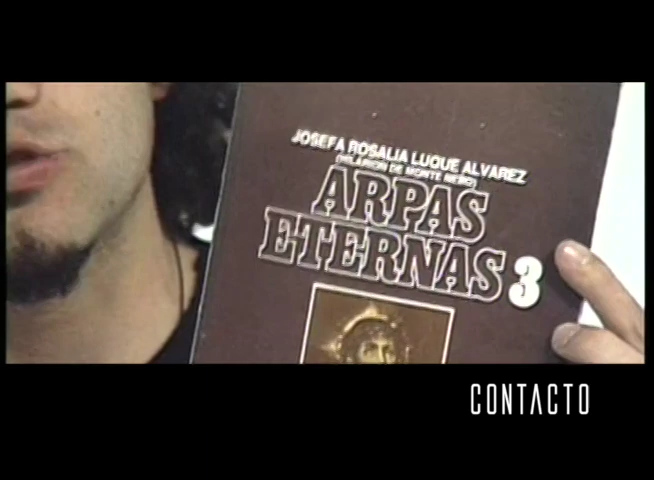 JOSEFA ROSALIA LUQUE ALVAREZ
(HILARION DE MONTE NEBO)
ARPAS
ETERNAS 3
CONTACTO